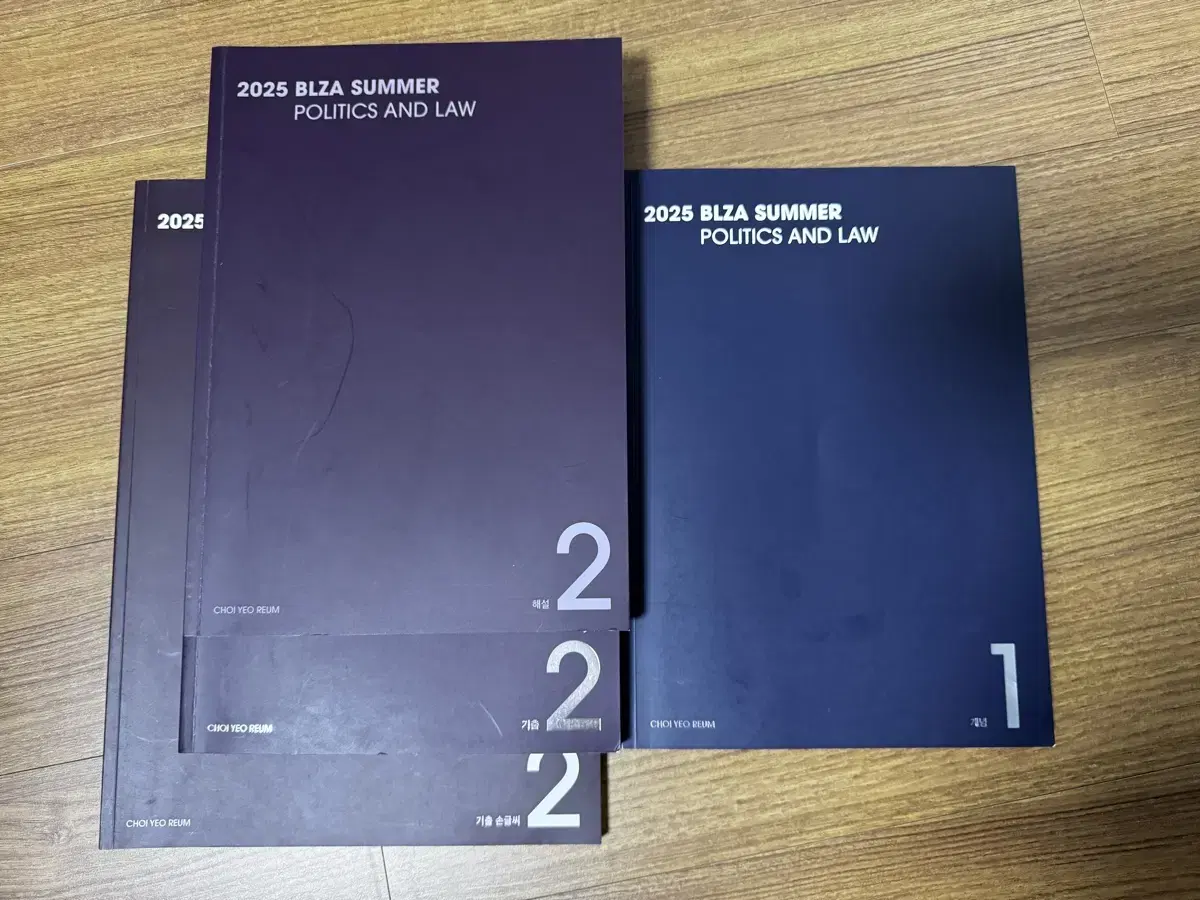 2025 BLZA SUMMER
POLITICS AND LAW
CHOI YEO REUM
해설 2
CHOI YEO REUM
기출 2
2025
CHOI YEO REUM
기출 손글씨 2
2025 BLZA SUMMER
POLITICS AND LAW
CHOI YEO REUM
개념 1